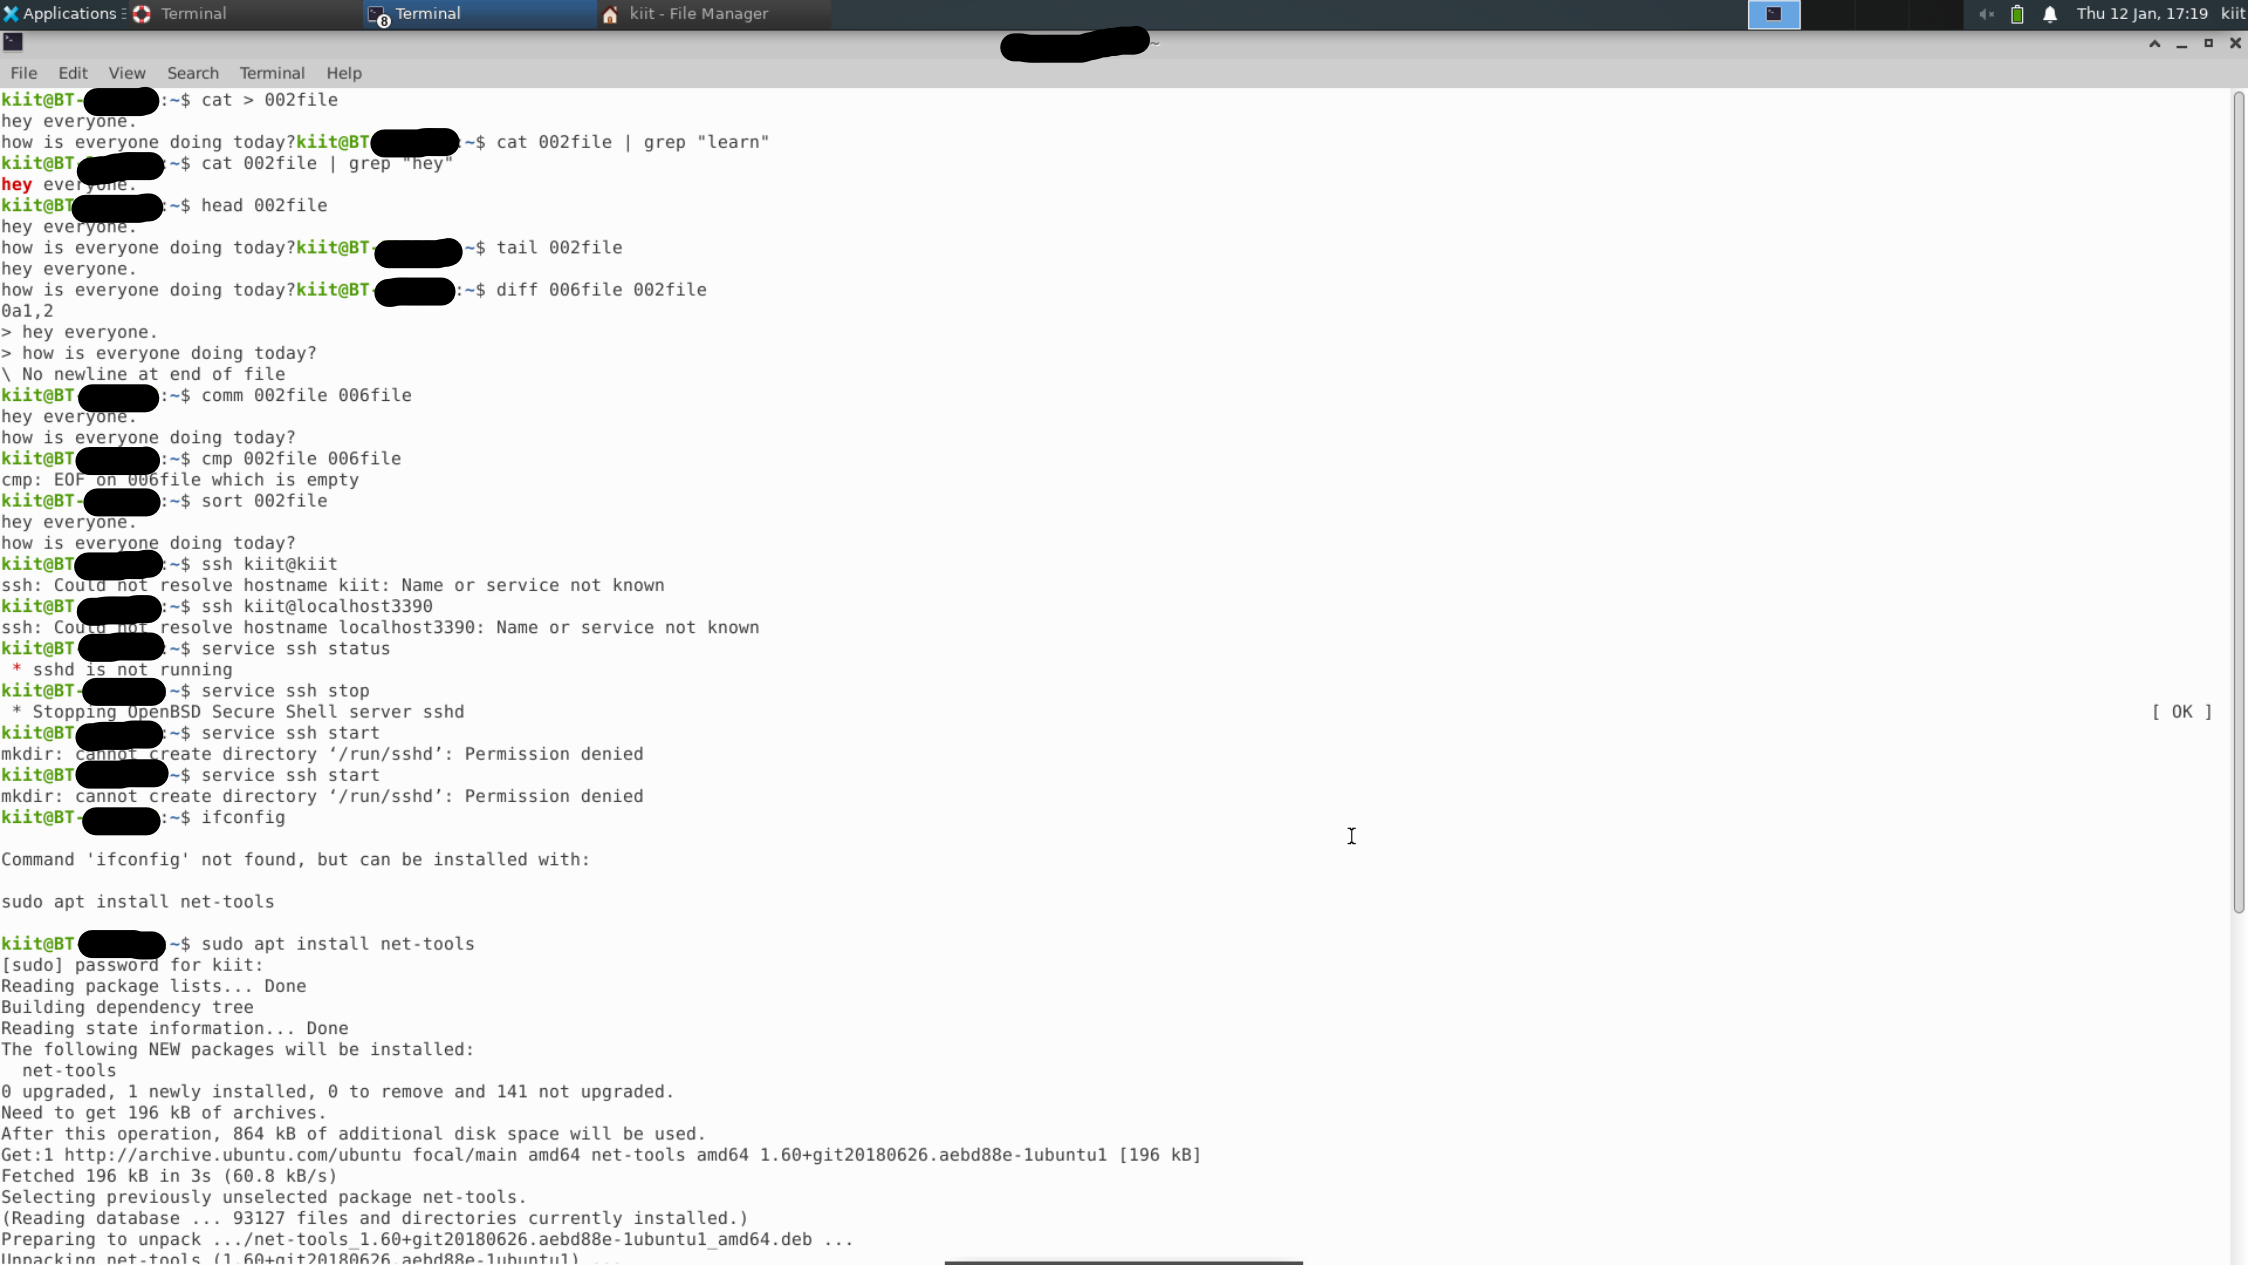 Applications Terminal Terminal 8 kiit - File Manager Thu 12 Jan, 17:19 kiit
~
File Edit View Search Terminal Help
kiit@BT- :~$ cat > 002file
hey everyone.
how is everyone doing today?kiit@BT ~$ cat 002file | grep "learn"
kiit@BT- :~$ cat 002file | grep "hey"
hey everyone.
kiit@BT :~$ head 002file
hey everyone.
how is everyone doing today?kiit@BT- ~$ tail 002file
hey everyone.
how is everyone doing today?kiit@BT- :~$ diff 006file 002file
0a1,2
> hey everyone.
> how is everyone doing today?
\ No newline at end of file
kiit@BT :~$ comm 002file 006file
hey everyone.
how is everyone doing today?
kiit@BT :~$ cmp 002file 006file
cmp: EOF on 006file which is empty
kiit@BT- :~$ sort 002file
hey everyone.
how is everyone doing today?
kiit@BT :~$ ssh kiit@kiit
ssh: Could not resolve hostname kiit: Name or service not known
kiit@BT :~$ ssh kiit@localhost3390
ssh: Could not resolve hostname localhost3390: Name or service not known
kiit@BT :~$ service ssh status
* sshd is not running
kiit@BT- ~$ service ssh stop
* Stopping OpenBSD Secure Shell server sshd [ OK ]
kiit@BT :~$ service ssh start
mkdir: cannot create directory ‘/run/sshd’: Permission denied
kiit@BT ~$ service ssh start
mkdir: cannot create directory ‘/run/sshd’: Permission denied
kiit@BT- :~$ ifconfig
Command 'ifconfig' not found, but can be installed with:
sudo apt install net-tools
kiit@BT ~$ sudo apt install net-tools
[sudo] password for kiit:
Reading package lists... Done
Building dependency tree
Reading state information... Done
The following NEW packages will be installed:
net-tools
0 upgraded, 1 newly installed, 0 to remove and 141 not upgraded.
Need to get 196 kB of archives.
After this operation, 864 kB of additional disk space will be used.
Get:1 http://archive.ubuntu.com/ubuntu focal/main amd64 net-tools amd64 1.60+git20180626.aebd88e-1ubuntu1 [196 kB]
Fetched 196 kB in 3s (60.8 kB/s)
Selecting previously unselected package net-tools.
(Reading database ... 93127 files and directories currently installed.)
Preparing to unpack .../net-tools_1.60+git20180626.aebd88e-1ubuntu1_amd64.deb ...
Unpacking net-tools (1.60+git20180626.aebd88e-1ubuntu1) ...